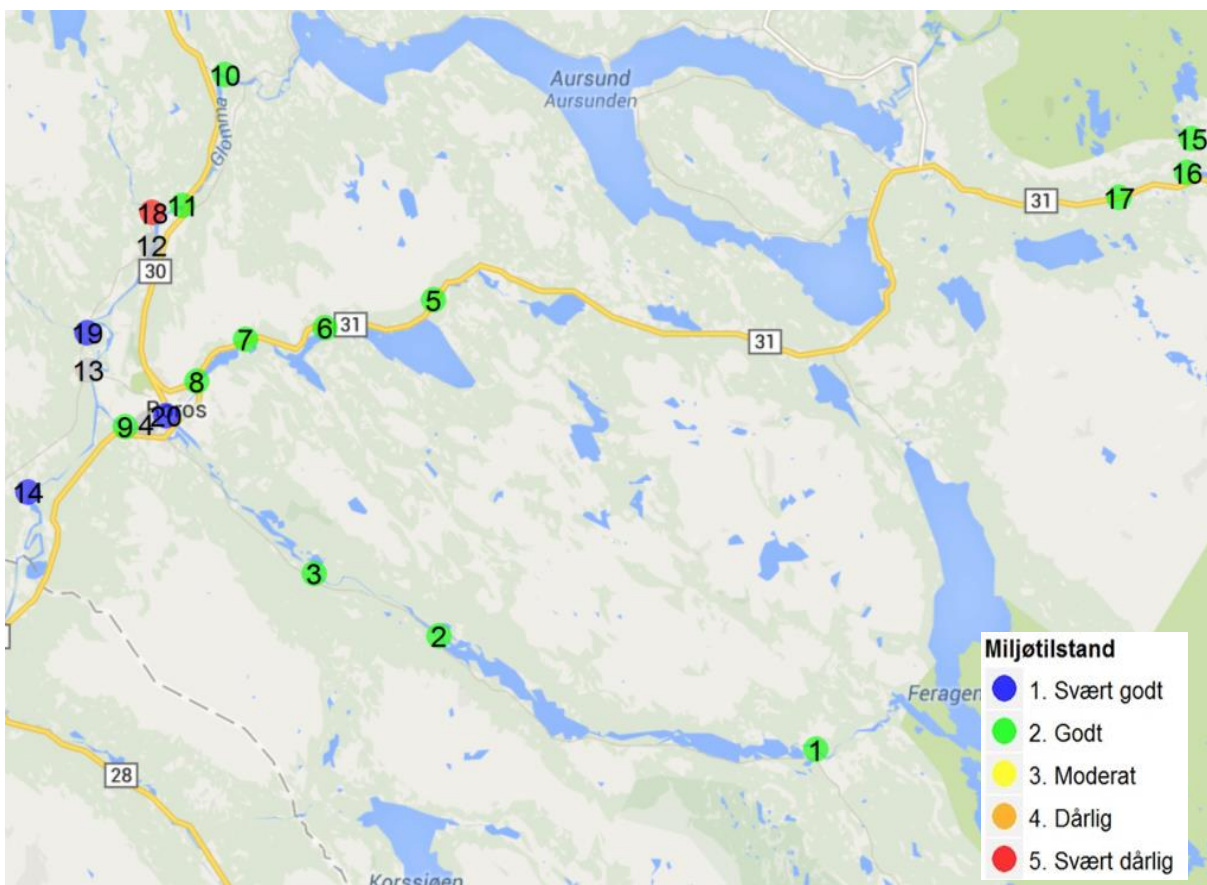 10
Aursund
Aursunden
Glomma
15
16
17
31
11
18
12
30
5
6
31
7
19
31
13
8
Røros
20
4
9
14
3
2
Feragen
1
28
Korssjøen
Miljøtilstand
1. Svært godt
2. Godt
3. Moderat
4. Dårlig
5. Svært dårlig